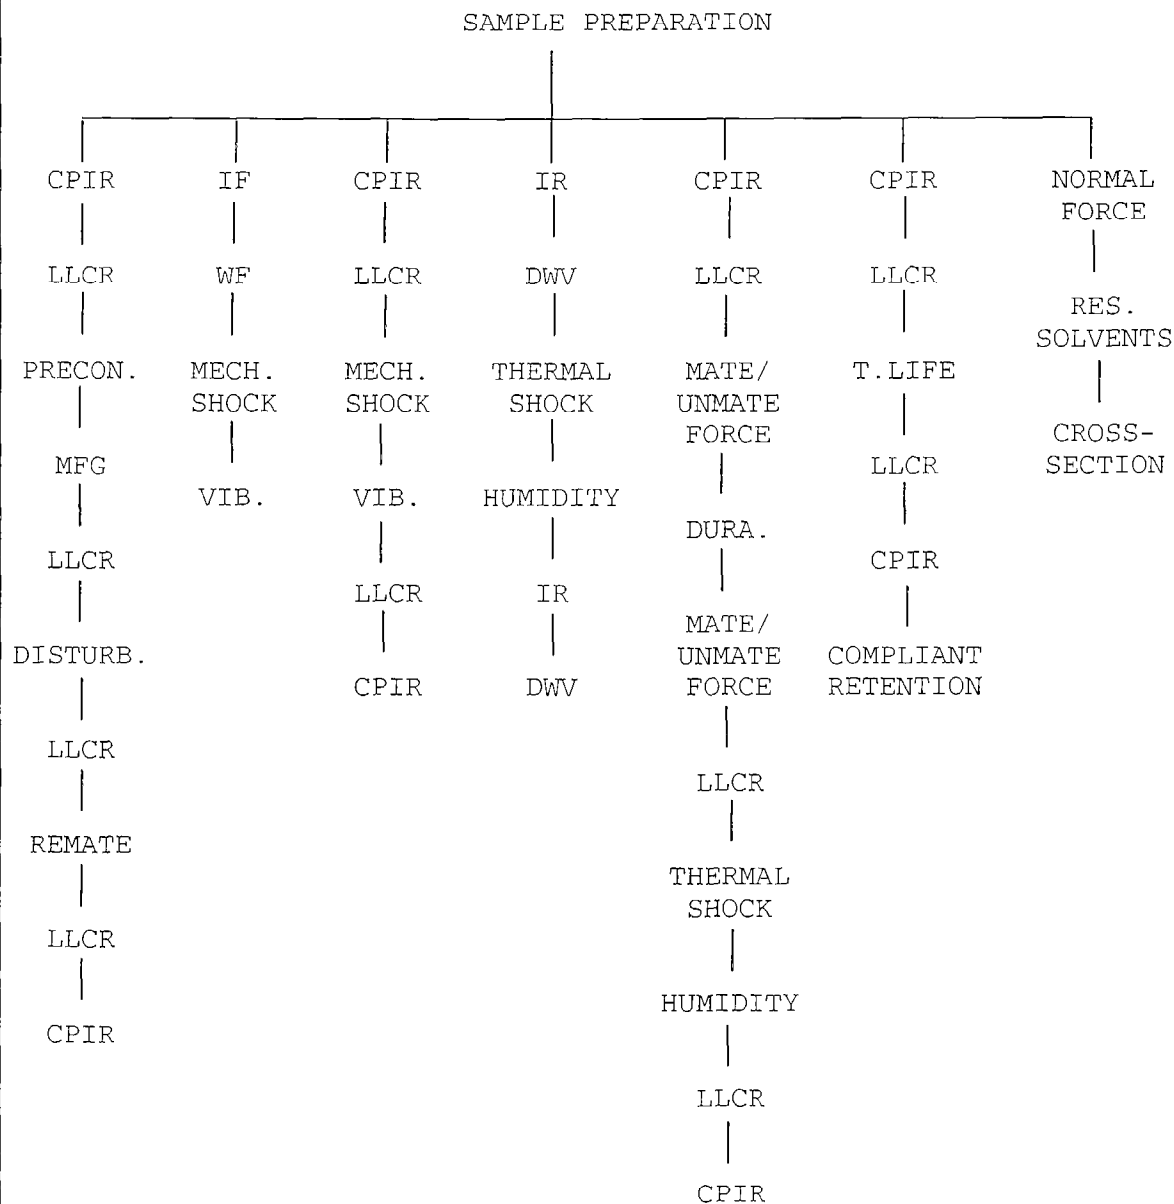 SAMPLE PREPARATION
CPIR
LLCR
PRECON.
MFG
LLCR
DISTURB.
LLCR
REMATE
LLCR
CPIR
IF
WF
MECH.
SHOCK
VIB.
CPIR
LLCR
MECH.
SHOCK
VIB.
LLCR
CPIR
IR
DWV
THERMAL
SHOCK
HUMIDITY
IR
DWV
CPIR
LLCR
MATE/
UNMATE
FORCE
DURA.
MATE/
UNMATE
FORCE
LLCR
THERMAL
SHOCK
HUMIDITY
LLCR
CPIR
CPIR
LLCR
T.LIFE
LLCR
CPIR
COMPLIANT
RETENTION
NORMAL
FORCE
RES.
SOLVENTS
CROSS-
SECTION